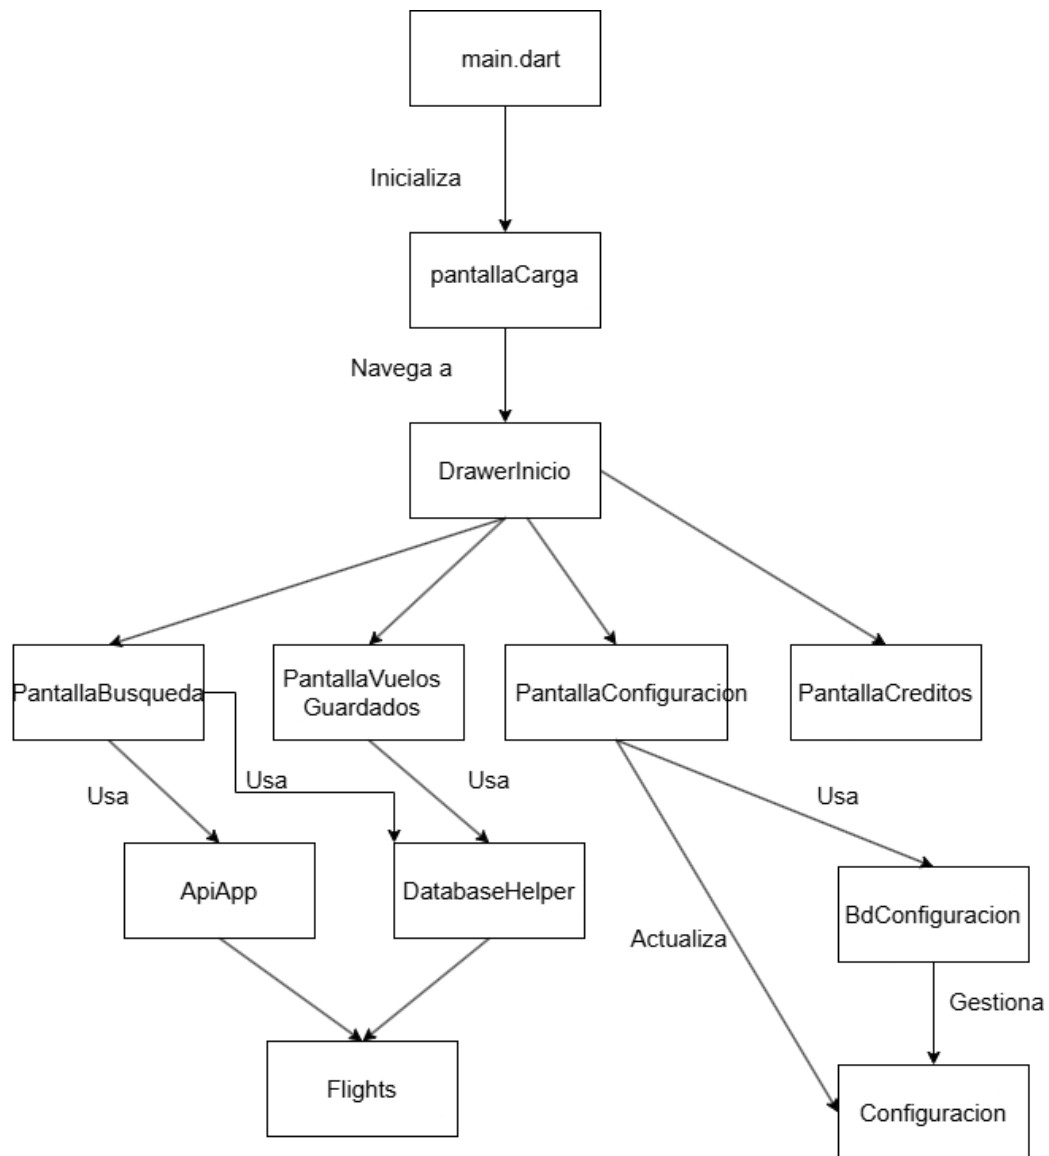 main.dart
Inicializa
pantallaCarga
Navega a
DrawerInicio
PantallaBusqueda
PantallaVuelos
Guardados
PantallaConfiguracion
PantallaCreditos
Usa
Usa
Usa
Usa
ApiApp
DatabaseHelper
BdConfiguracion
Actualiza
Gestiona
Flights
Configuracion